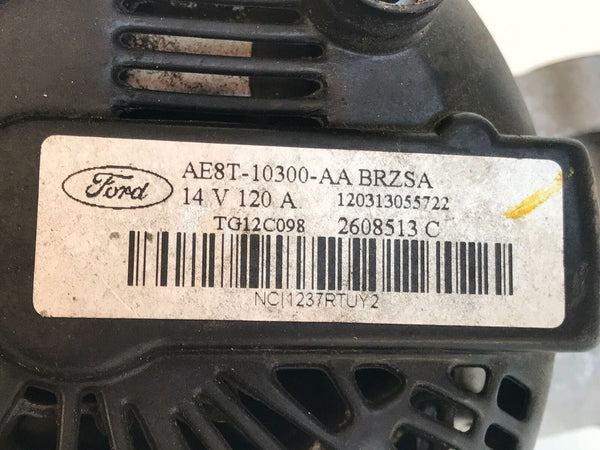 Ford
AE8T-10300-AA BRZSA
14 V 120 A 120313055722
TG12C098 2608513 C
NCI1237RTUY2